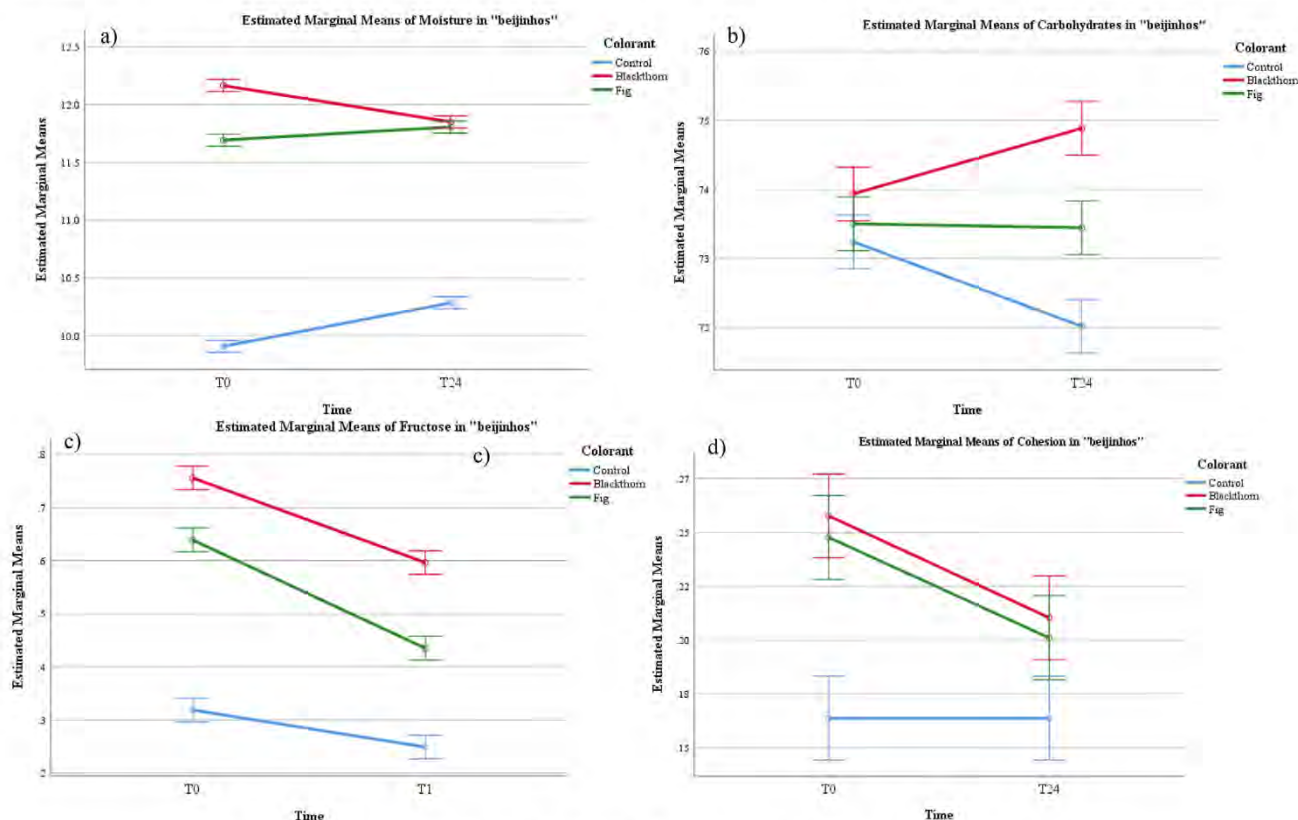 Estimated Marginal Means of Moisture in "beijinhos"
a)
Colorant
Control
Blackthorn
Fig
12.5
12.0
11.5
11.0
10.5
10.0
Estimated Marginal Means
T0
T24
Time
Estimated Marginal Means of Carbohydrates in "beijinhos"
b)
Colorant
Control
Blackthorn
Fig
76
75
74
73
72
Estimated Marginal Means
T0
T24
Time
Estimated Marginal Means of Fructose in "beijinhos"
c)
c)
Colorant
Control
Blackthorn
Fig
.8
.7
.6
.5
.4
.3
.2
Estimated Marginal Means
T0
T1
Time
Estimated Marginal Means of Cohesion in "beijinhos"
d)
Colorant
Control
Blackthorn
Fig
.27
.25
.22
.20
.18
.15
Estimated Marginal Means
T0
T24
Time